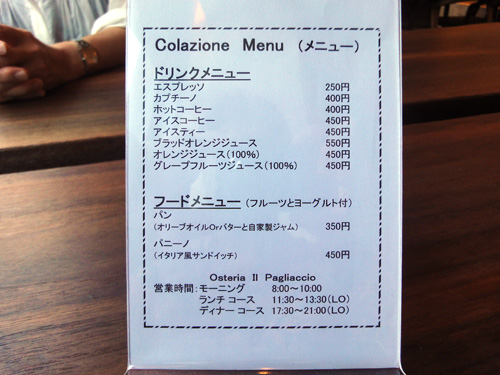 Colazione Menu (メニュー)
ドリンクメニュー
エスプレッソ 250円
カプチーノ 400円
ホットコーヒー 400円
アイスコーヒー 450円
アイスティー 450円
ブラッドオレンジジュース 550円
オレンジジュース(100%) 450円
グレープフルーツジュース(100%) 450円
フードメニュー (フルーツとヨーグルト付)
パン
(オリーブオイルOrバターと自家製ジャム) 350円
パニーノ
(イタリア風サンドイッチ) 450円
Osteria Il Pagliaccio
営業時間:モーニング 8:00~10:00
ランチ コース 11:30~13:30(LO)
ディナー コース 17:30~21:00(LO)